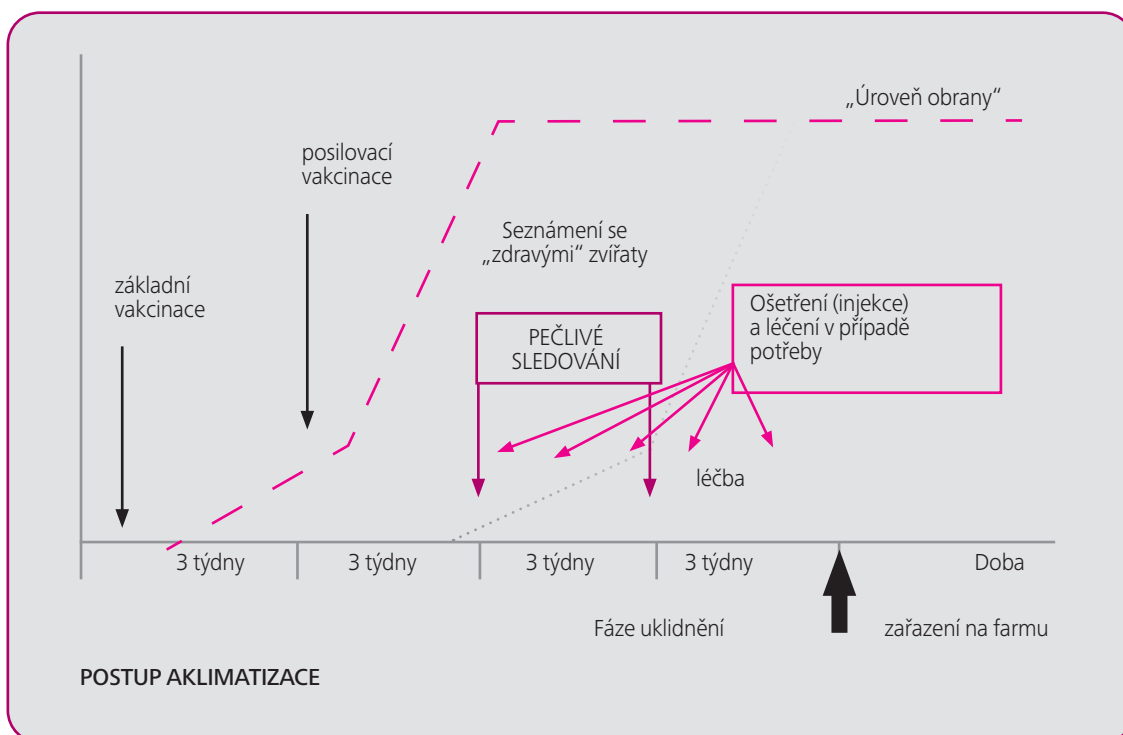 „Úroveň obrany“
posilovací
vakcinace
Seznámení se
„zdravými“ zvířaty
základní
vakcinace
Ošetření (injekce)
a léčení v případě
potřeby
PEČLIVÉ
SLEDOVÁNÍ
léčba
3 týdny
3 týdny
3 týdny
3 týdny
Doba
Fáze uklidnění
zařazení na farmu
POSTUP AKLIMATIZACE